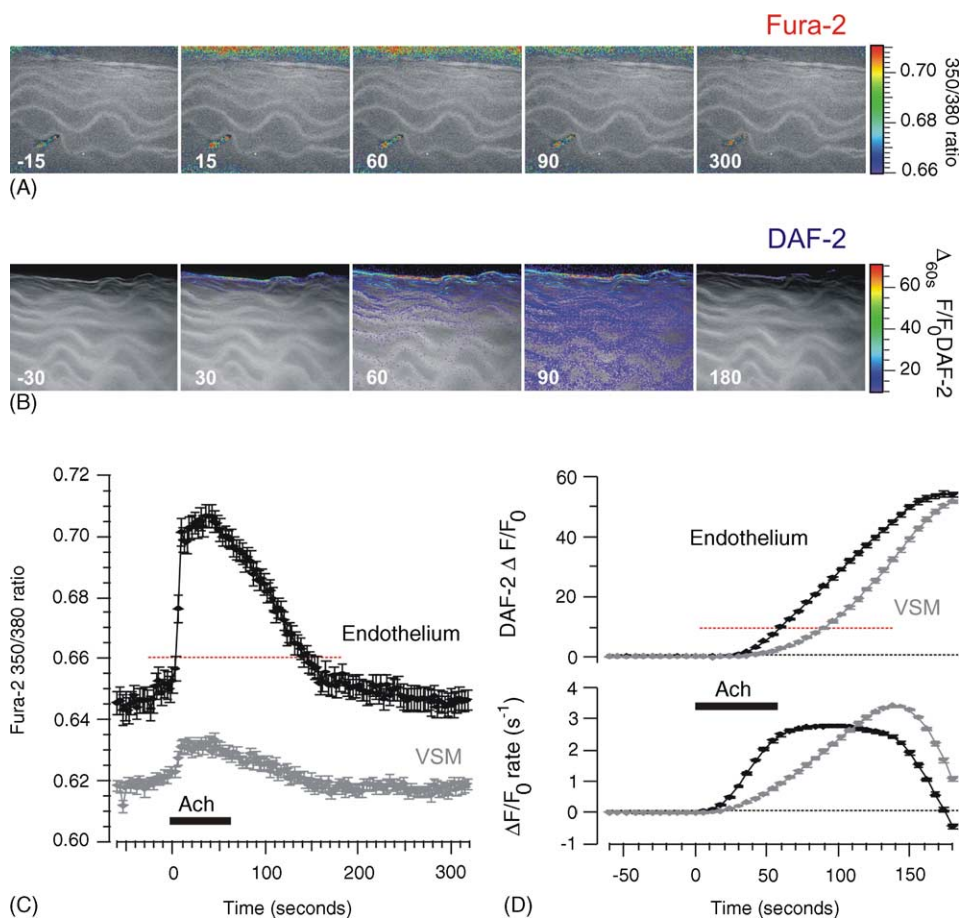 Fura-2
-15 15 60 90 300
0.70
0.68
0.66
350/380 ratio
(A)
DAF-2
-30 30 60 90 180
60
40
20
Δ60s F/F0 DAF-2
(B)
0.72
0.70
0.68
0.66
0.64
0.62
0.60
Fura-2 350/380 ratio
Endothelium
VSM
Ach
0 100 200 300
Time (seconds)
(C)
60
40
20
0
DAF-2 Δ F/F0
Endothelium
VSM
4
3
2
1
0
-1
ΔF/F0 rate (s-1)
Ach
-50 0 50 100 150
Time (seconds)
(D)